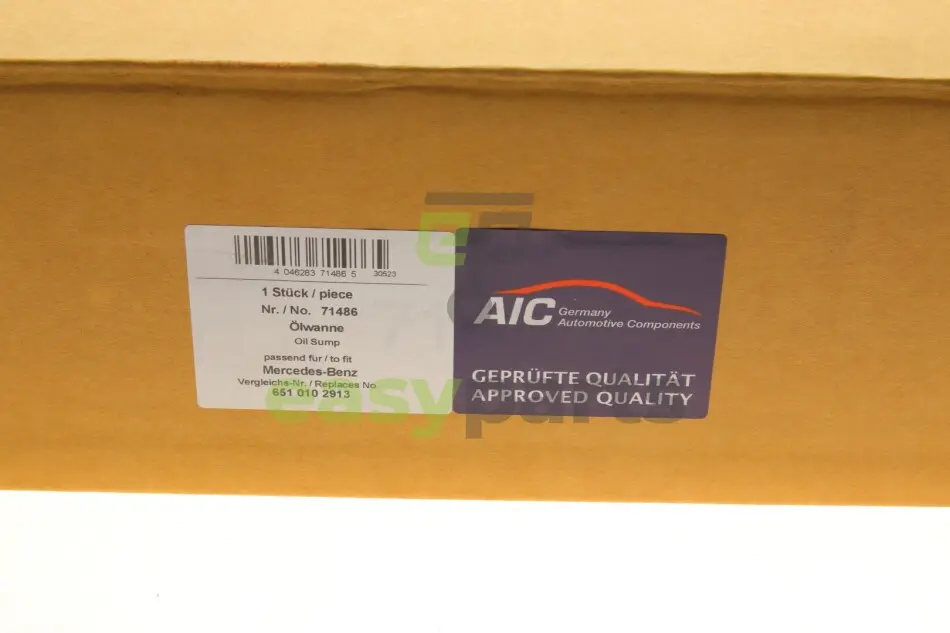 4 046283 71486 5 30523
1 Stück / piece
Nr. / No. 71486
Ölwanne
Oil Sump
passend für / to fit
Mercedes-Benz
Vergleichs-Nr. / Replaces No.
651 010 2913
AIC Germany
Automotive Components
GEPRÜFTE QUALITÄT
APPROVED QUALITY
easyparts